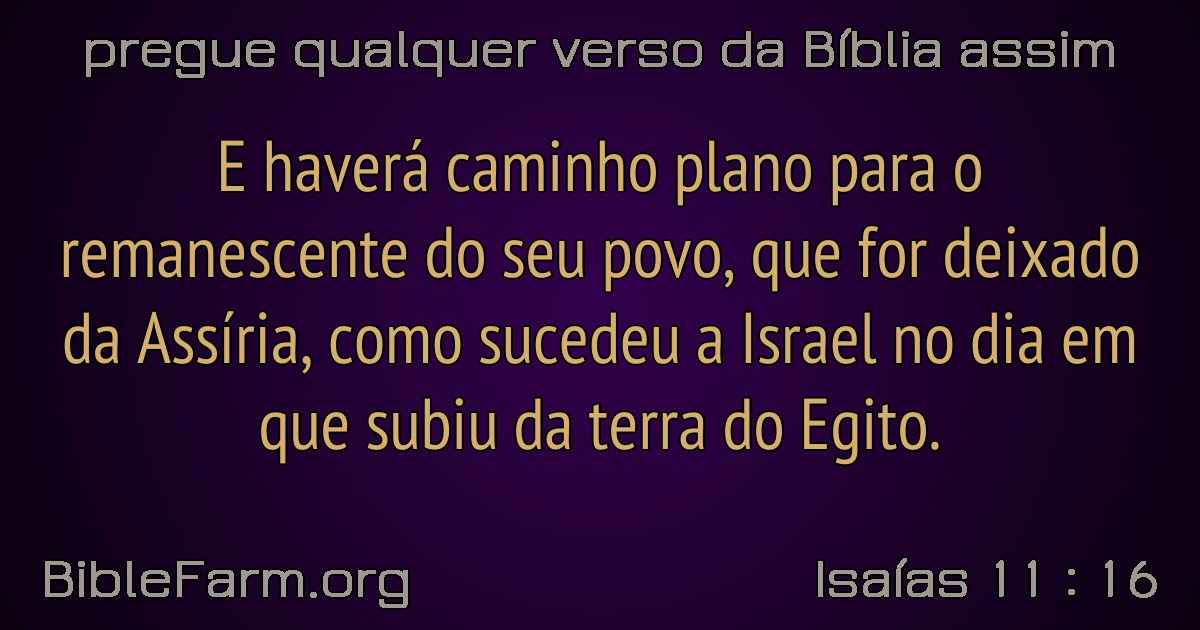 pregue qualquer verso da Bíblia assim
E haverá caminho plano para o
remanescente do seu povo, que for deixado
da Assíria, como sucedeu a Israel no dia em
que subiu da terra do Egito.
BibleFarm.org
Isaías 11 : 16